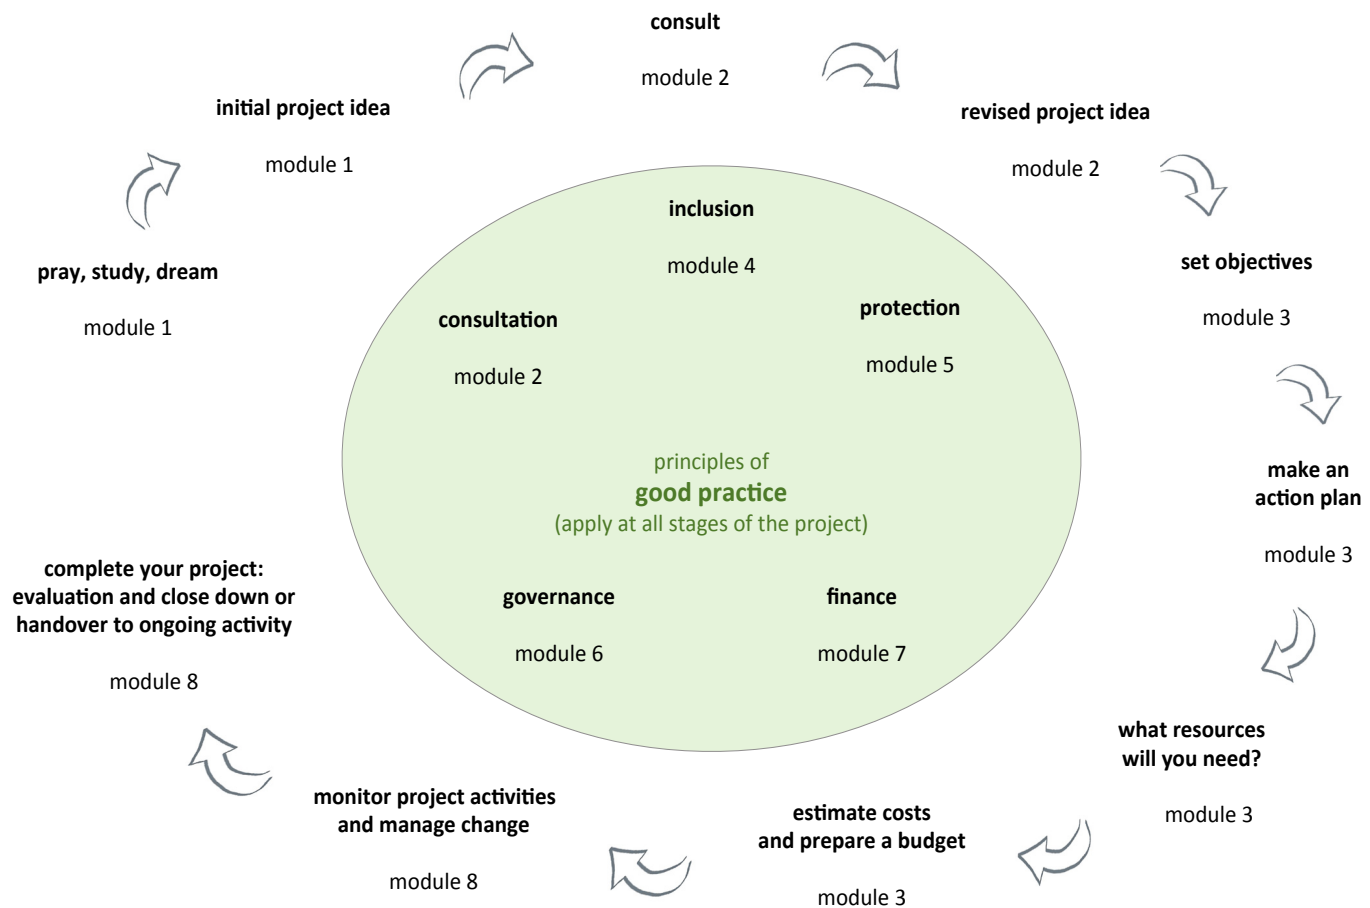 consult
module 2
initial project idea
module 1
revised project idea
module 2
pray, study, dream
module 1
set objectives
module 3
make an
action plan
module 3
what resources
will you need?
module 3
estimate costs
and prepare a budget
module 3
monitor project activities
and manage change
module 8
complete your project:
evaluation and close down or
handover to ongoing activity
module 8
inclusion
module 4
consultation
module 2
protection
module 5
principles of
good practice
(apply at all stages of the project)
governance
module 6
finance
module 7